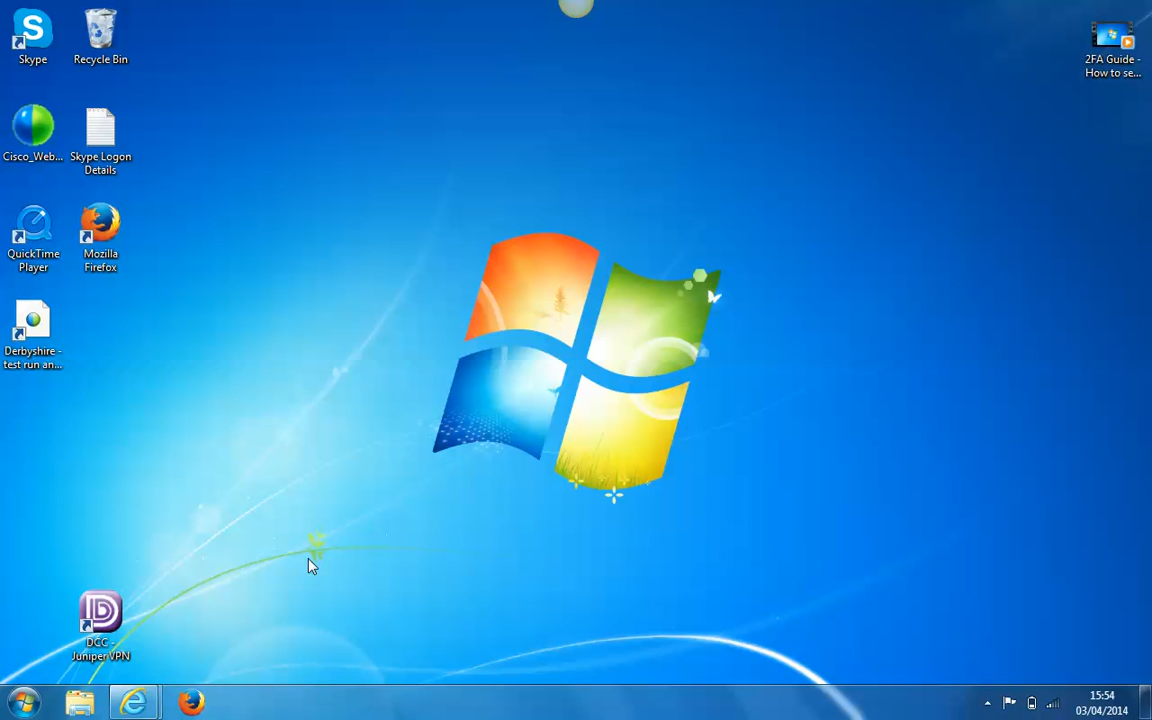 Skype
Recycle Bin
2FA Guide -
How to se...
Cisco_Web...
Skype Logon
Details
QuickTime
Player
Mozilla
Firefox
Derbyshire -
test run an...
DCC -
Juniper VPN
15:54
03/04/2014